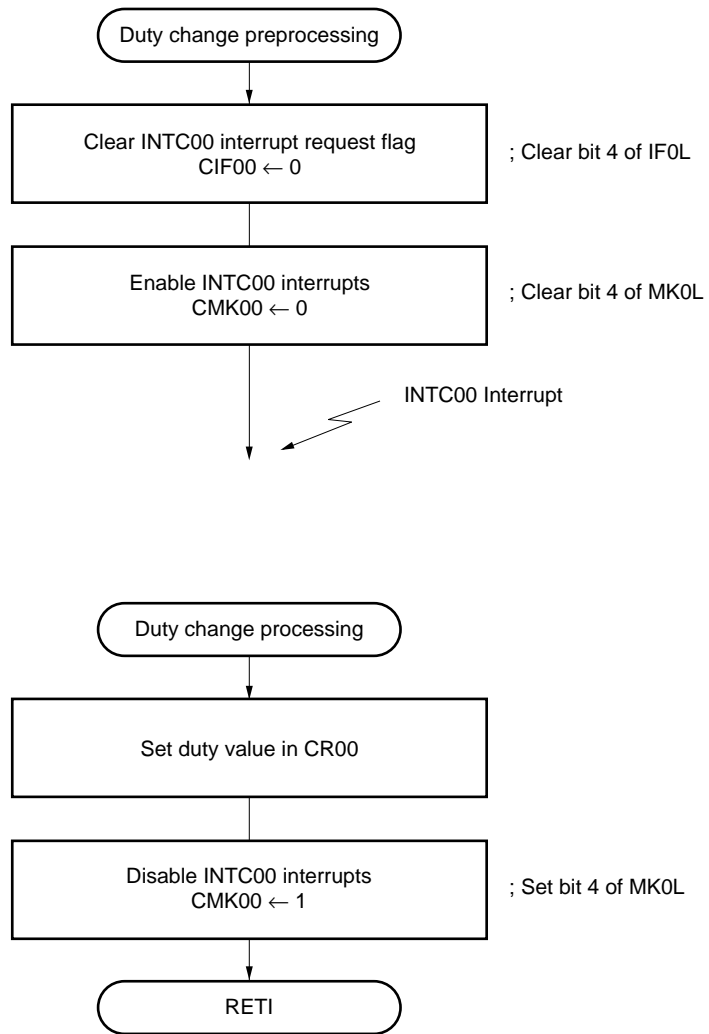 Duty change preprocessing
Clear INTC00 interrupt request flag
CIF00 ← 0
; Clear bit 4 of IF0L
Enable INTC00 interrupts
CMK00 ← 0
; Clear bit 4 of MK0L
INTC00 Interrupt
Duty change processing
Set duty value in CR00
Disable INTC00 interrupts
CMK00 ← 1
; Set bit 4 of MK0L
RETI